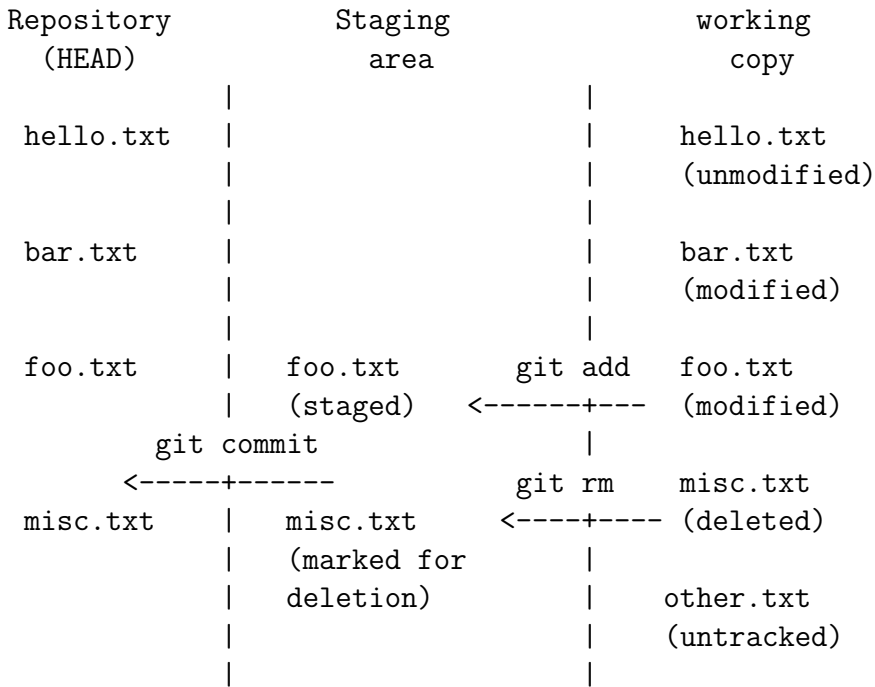 Repository Staging working
(HEAD) area copy
| |
hello.txt | | hello.txt
| | (unmodified)
| |
bar.txt | | bar.txt
| | (modified)
| |
foo.txt | foo.txt git add foo.txt
| (staged) <------+--- (modified)
git commit |
<-----+------ git rm misc.txt
misc.txt | misc.txt <----+---- (deleted)
| (marked for |
| deletion) | other.txt
| | (untracked)
| |